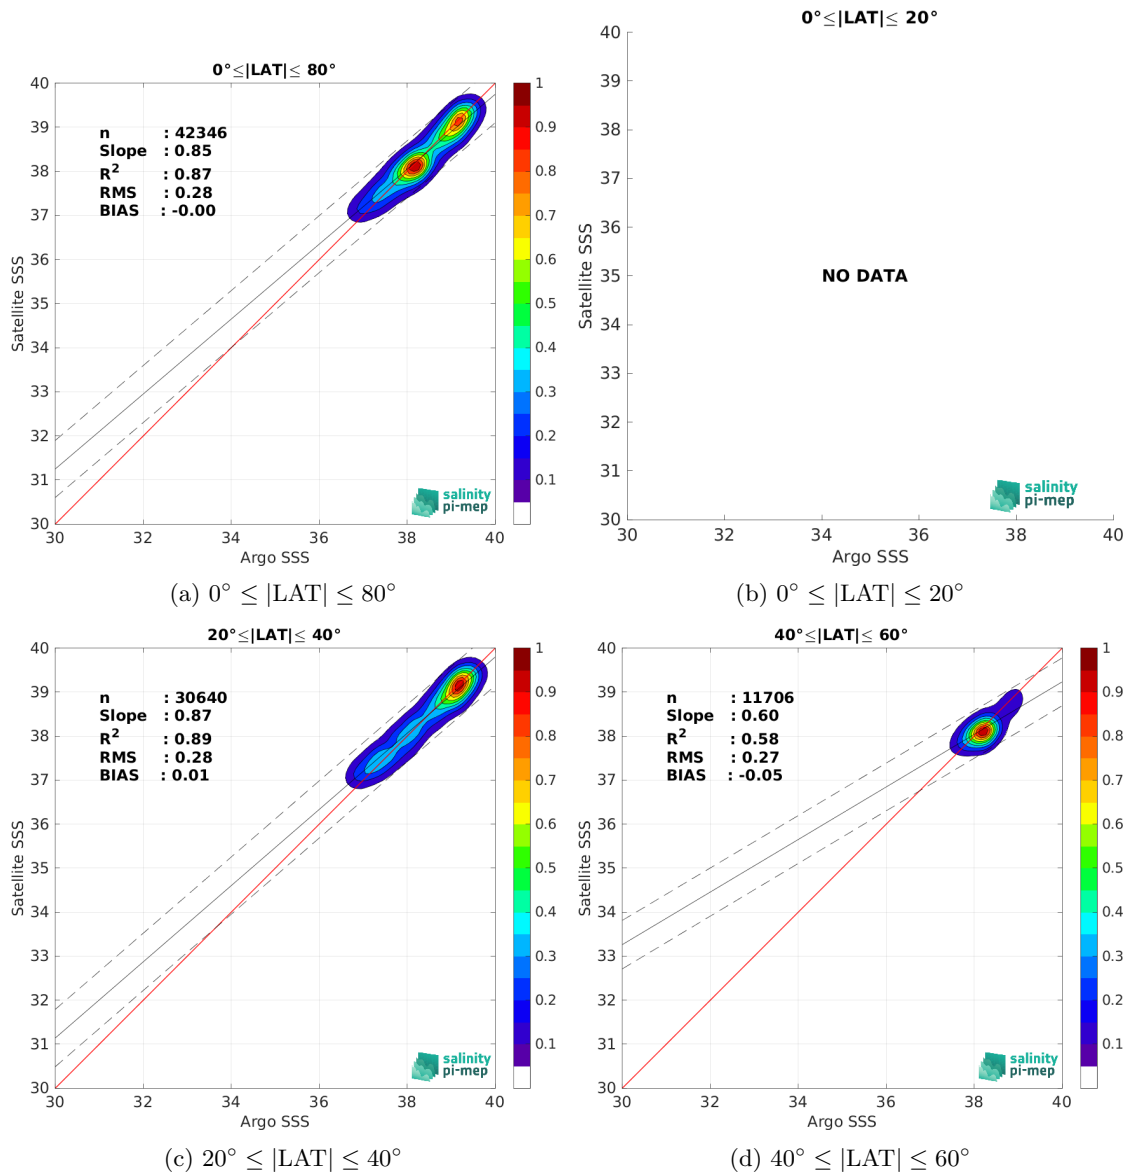 0°≤|LAT|≤ 80°
40
39
38
37
36
35
34
33
32
31
30
30 32 34 36 38 40
Satellite SSS
Argo SSS
n : 42346
Slope : 0.85
R² : 0.87
RMS : 0.28
BIAS : -0.00
1
0.9
0.8
0.7
0.6
0.5
0.4
0.3
0.2
0.1
salinity
pi-mep
(a) 0° ≤ |LAT| ≤ 80°
0°≤|LAT|≤ 20°
40
39
38
37
36
35
34
33
32
31
30
30 32 34 36 38 40
Satellite SSS
Argo SSS
NO DATA
salinity
pi-mep
(b) 0° ≤ |LAT| ≤ 20°
20°≤|LAT|≤ 40°
40
39
38
37
36
35
34
33
32
31
30
30 32 34 36 38 40
Satellite SSS
Argo SSS
n : 30640
Slope : 0.87
R² : 0.89
RMS : 0.28
BIAS : 0.01
1
0.9
0.8
0.7
0.6
0.5
0.4
0.3
0.2
0.1
salinity
pi-mep
(c) 20° ≤ |LAT| ≤ 40°
40°≤|LAT|≤ 60°
40
39
38
37
36
35
34
33
32
31
30
30 32 34 36 38 40
Satellite SSS
Argo SSS
n : 11706
Slope : 0.60
R² : 0.58
RMS : 0.27
BIAS : -0.05
1
0.9
0.8
0.7
0.6
0.5
0.4
0.3
0.2
0.1
salinity
pi-mep
(d) 40° ≤ |LAT| ≤ 60°